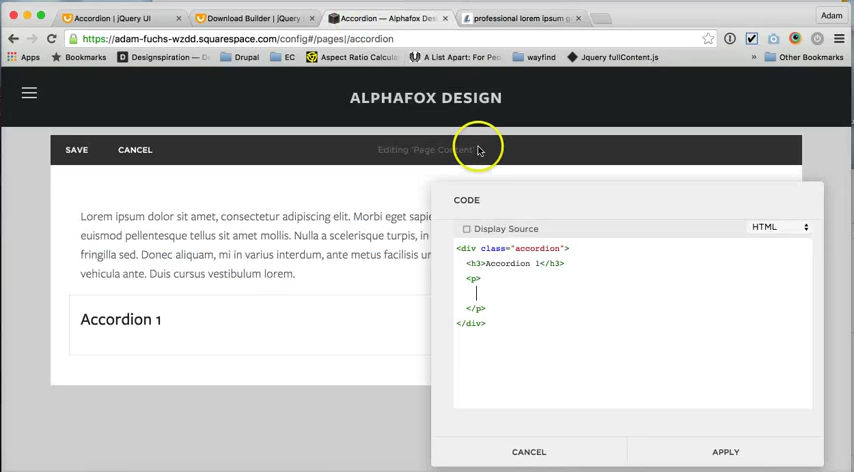 Accordion | jQuery UI
Download Builder | jQuery
Accordion — Alphafox Des
professional lorem ipsum g
Adam
https://adam-fuchs-wzdd.squarespace.com/config#/pages|/accordion
Apps
Bookmarks
Designspiration —
Drupal
EC
Aspect Ratio Calcula
A List Apart: For Peo
wayfind
Jquery fullContent.js
»
Other Bookmarks
ALPHAFOX DESIGN
SAVE
CANCEL
Editing 'Page Content'
CODE
Display Source
HTML
Lorem ipsum dolor sit amet, consectetur adipiscing elit. Morbi eget sapie
euismod pellentesque tellus sit amet mollis. Nulla a scelerisque turpis, in
fringilla sed. Donec aliquam, mi in varius interdum, ante metus facilisis ur
vehicula ante. Duis cursus vestibulum lorem.
Accordion 1
<div class="accordion">
<h3>Accordion 1</h3>
<p>
</p>
</div>
CANCEL
APPLY